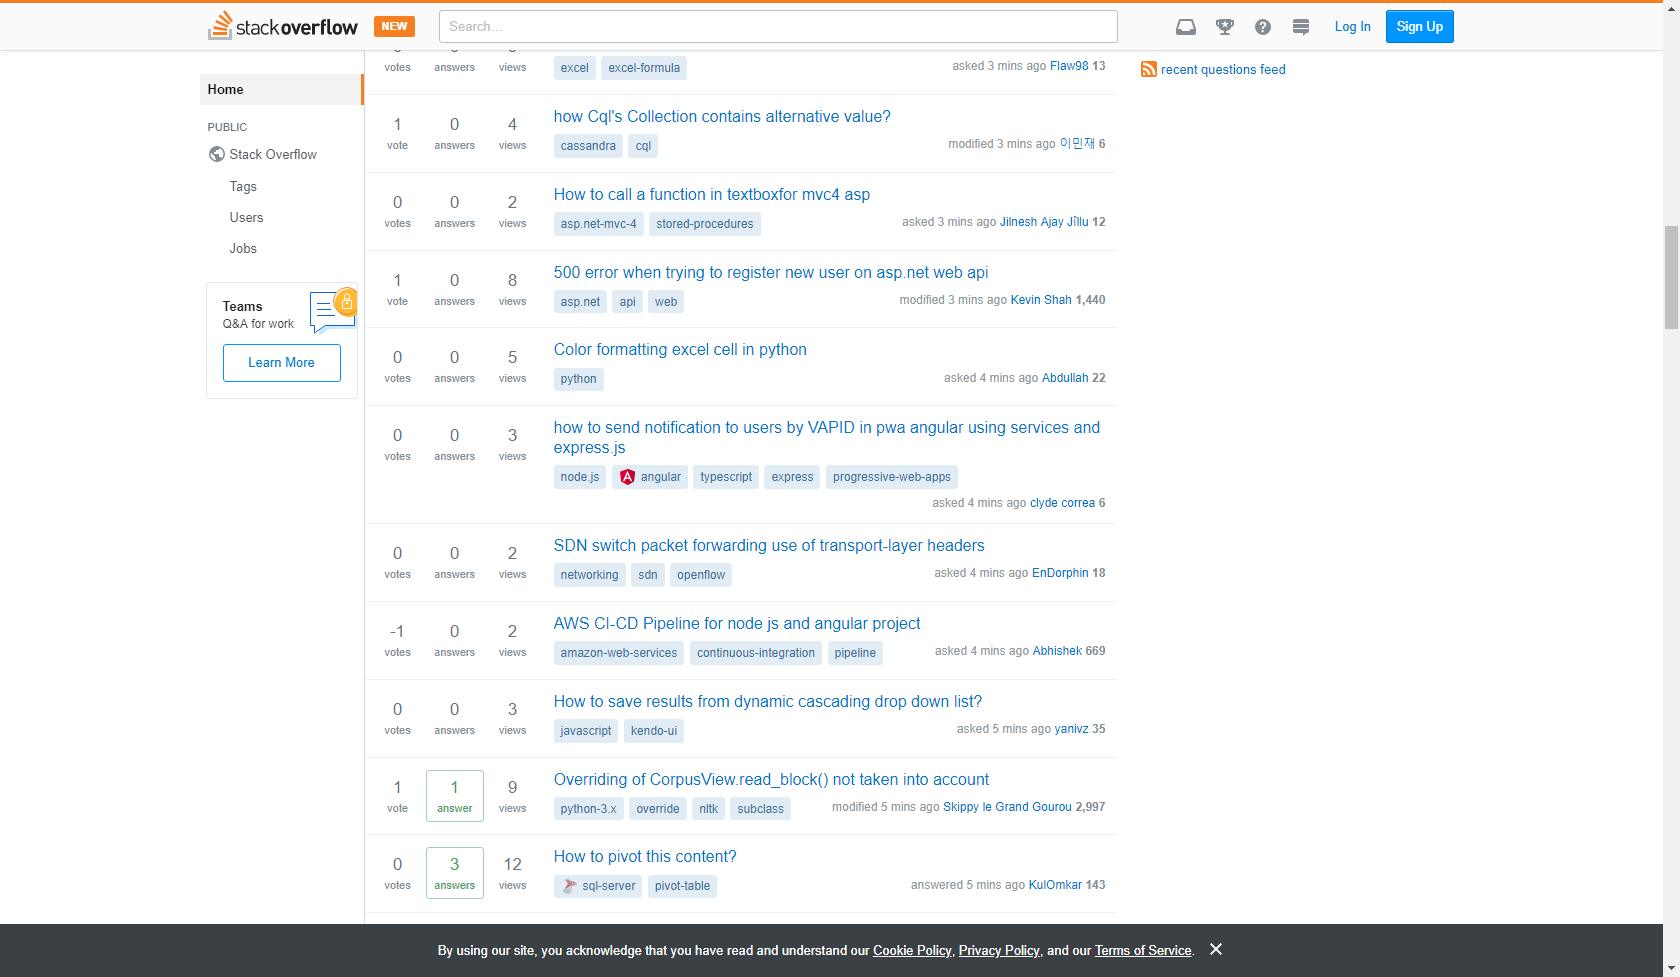 stackoverflow NEW Search... Log In Sign Up
votes answers views excel excel-formula asked 3 mins ago Flaw98 13
recent questions feed
Home
PUBLIC
Stack Overflow
Tags
Users
Jobs
Teams
Q&A for work
Learn More
how Cql's Collection contains alternative value?
1 0 4
vote answers views
cassandra cql
modified 3 mins ago 이민재 6
How to call a function in textboxfor mvc4 asp
0 0 2
votes answers views
asp.net-mvc-4 stored-procedures
asked 3 mins ago Jilnesh Ajay Jîllu 12
500 error when trying to register new user on asp.net web api
1 0 8
vote answers views
asp.net api web
modified 3 mins ago Kevin Shah 1,440
Color formatting excel cell in python
0 0 5
votes answers views
python
asked 4 mins ago Abdullah 22
how to send notification to users by VAPID in pwa angular using services and
express.js
0 0 3
votes answers views
node.js angular typescript express progressive-web-apps
asked 4 mins ago clyde correa 6
SDN switch packet forwarding use of transport-layer headers
0 0 2
votes answers views
networking sdn openflow
asked 4 mins ago EnDorphin 18
AWS CI-CD Pipeline for node js and angular project
-1 0 2
votes answers views
amazon-web-services continuous-integration pipeline
asked 4 mins ago Abhishek 669
How to save results from dynamic cascading drop down list?
0 0 3
votes answers views
javascript kendo-ui
asked 5 mins ago yanivz 35
Overriding of CorpusView.read_block() not taken into account
1 1 9
vote answer views
python-3.x override nltk subclass
modified 5 mins ago Skippy le Grand Gourou 2,997
How to pivot this content?
0 3 12
votes answers views
sql-server pivot-table
answered 5 mins ago KulOmkar 143
By using our site, you acknowledge that you have read and understand our Cookie Policy, Privacy Policy, and our Terms of Service.